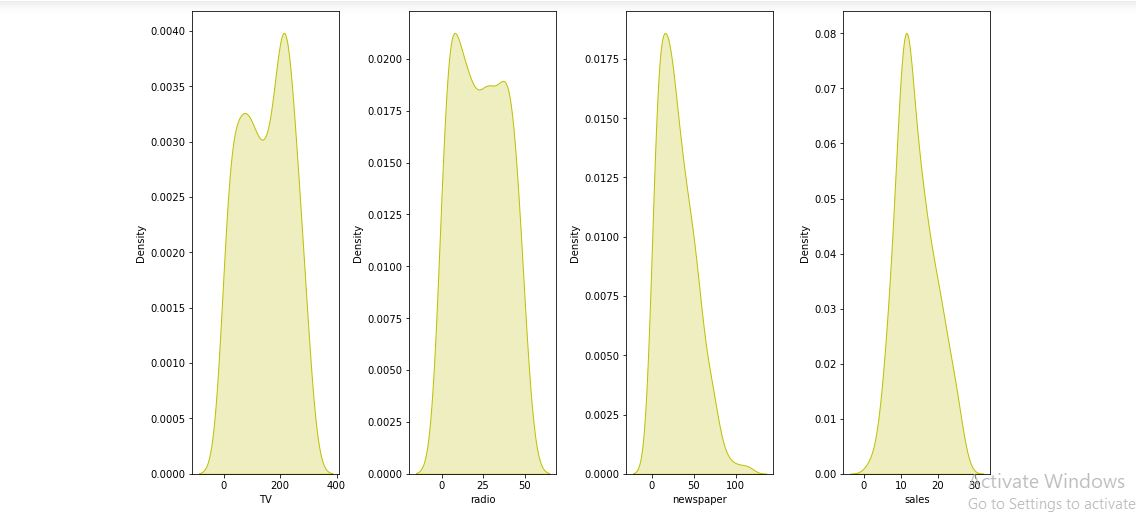 0.0040
0.0035
0.0030
0.0025
0.0020
0.0015
0.0010
0.0005
0.0000
Density
0 200 400
TV
0.0200
0.0175
0.0150
0.0125
0.0100
0.0075
0.0050
0.0025
0.0000
Density
0 25 50
radio
0.0175
0.0150
0.0125
0.0100
0.0075
0.0050
0.0025
0.0000
Density
0 50 100
newspaper
0.08
0.07
0.06
0.05
0.04
0.03
0.02
0.01
0.00
Density
0 10 20 30
sales
Activate Windows
Go to Settings to activate